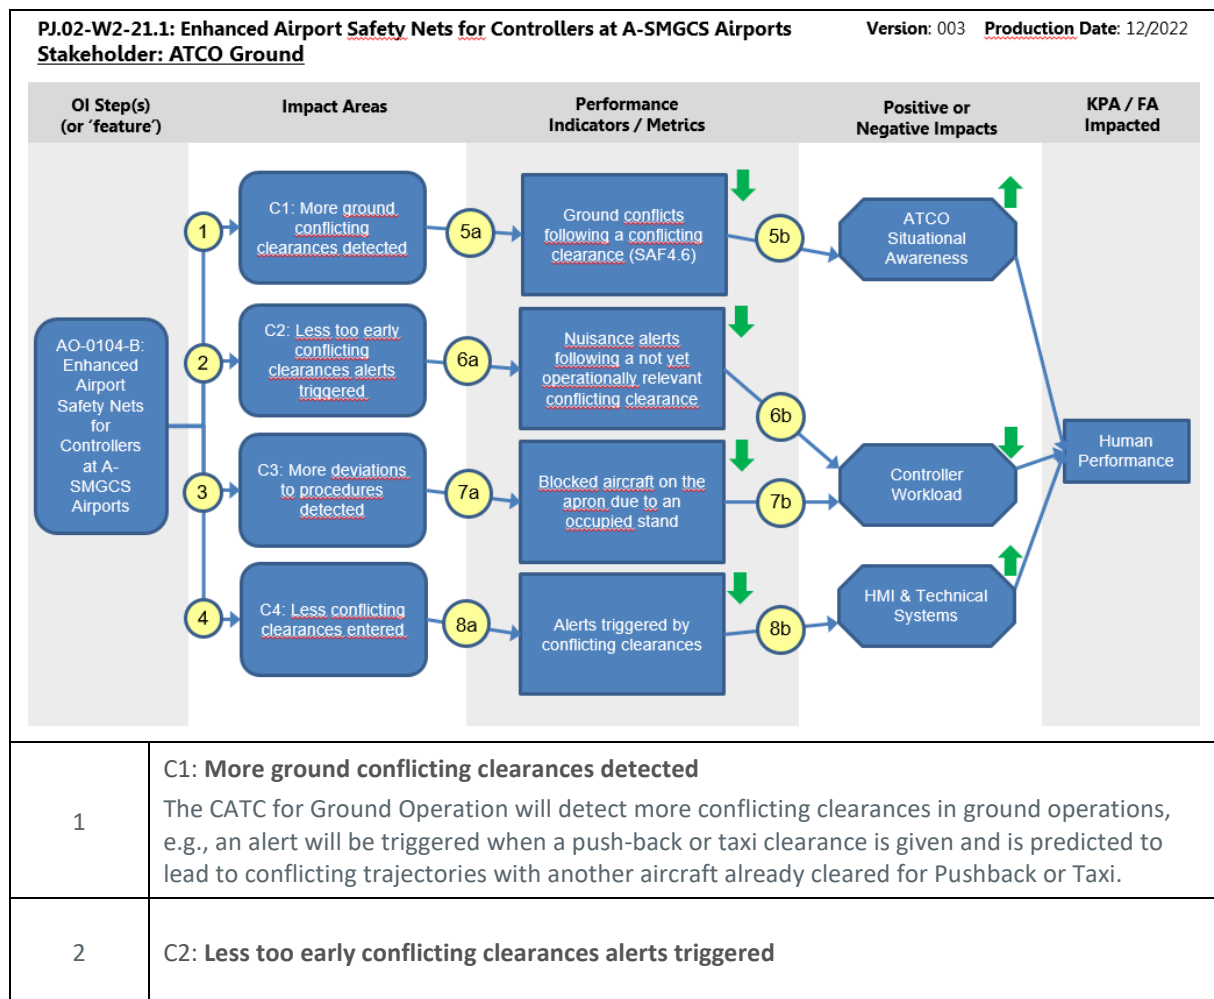 PJ.02-W2-21.1: Enhanced Airport Safety Nets for Controllers at A-SMGCS Airports
Version: 003 Production Date: 12/2022
Stakeholder: ATCO Ground
OI Step(s)
(or ‘feature’)
Impact Areas
Performance
Indicators / Metrics
Positive or
Negative Impacts
KPA / FA
Impacted
AO-0104-B:
Enhanced
Airport
Safety Nets
for
Controllers
at A-
SMGCS
Airports
1
C1: More ground
conflicting
clearances detected
5a
Ground conflicts
following a conflicting
clearance (SAF4.6)
5b
ATCO
Situational
Awareness
2
C2: Less too early
conflicting
clearances alerts
triggered
6a
Nuisance alerts
following a not yet
operationally relevant
conflicting clearance
6b
3
C3: More deviations
to procedures
detected
7a
Blocked aircraft on the
apron due to an
occupied stand
7b
Controller
Workload
Human
Performance
4
C4: Less conflicting
clearances entered
8a
Alerts triggered by
conflicting clearances
8b
HMI & Technical
Systems
1
C1: More ground conflicting clearances detected
The CATC for Ground Operation will detect more conflicting clearances in ground operations,
e.g., an alert will be triggered when a push-back or taxi clearance is given and is predicted to
lead to conflicting trajectories with another aircraft already cleared for Pushback or Taxi.
2
C2: Less too early conflicting clearances alerts triggered